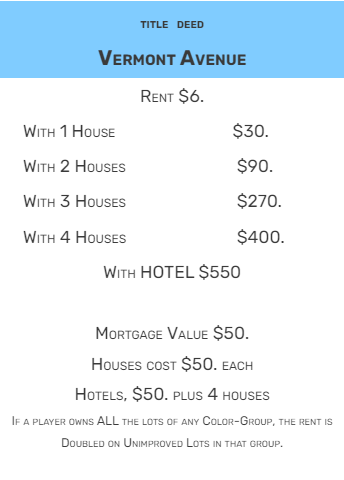 TITLE DEED
VERMONT AVENUE
RENT $6.
WITH 1 HOUSE $30.
WITH 2 HOUSES $90.
WITH 3 HOUSES $270.
WITH 4 HOUSES $400.
WITH HOTEL $550
MORTGAGE VALUE $50.
HOUSES COST $50. EACH
HOTELS, $50. PLUS 4 HOUSES
IF A PLAYER OWNS ALL THE LOTS OF ANY COLOR-GROUP, THE RENT IS
DOUBLED ON UNIMPROVED LOTS IN THAT GROUP.